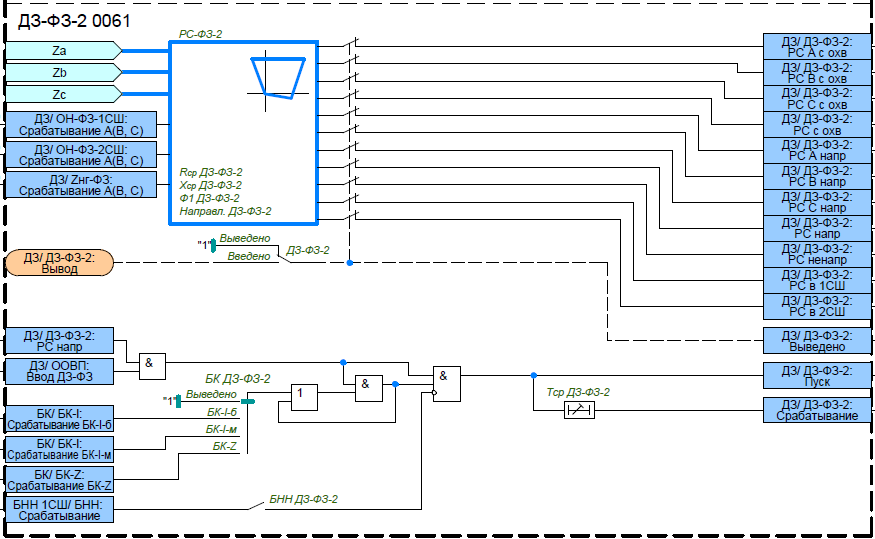 ДЗ-ФЗ-2 0061
РС-ФЗ-2
Za
Zb
Zc
ДЗ/ ОН-ФЗ-1СШ:
Срабатывание А(В, С)
ДЗ/ ОН-ФЗ-2СШ:
Срабатывание А(В, С)
ДЗ/ Zнг-ФЗ:
Срабатывание А(В, С)
Rср ДЗ-ФЗ-2
Xср ДЗ-ФЗ-2
Ф1 ДЗ-ФЗ-2
Направл. ДЗ-ФЗ-2
ДЗ/ ДЗ-ФЗ-2:
РС А с охв
ДЗ/ ДЗ-ФЗ-2:
РС В с охв
ДЗ/ ДЗ-ФЗ-2:
РС С с охв
ДЗ/ ДЗ-ФЗ-2:
РС с охв
ДЗ/ ДЗ-ФЗ-2:
РС А напр
ДЗ/ ДЗ-ФЗ-2:
РС В напр
ДЗ/ ДЗ-ФЗ-2:
РС С напр
ДЗ/ ДЗ-ФЗ-2:
РС напр
ДЗ/ ДЗ-ФЗ-2:
РС ненапр
ДЗ/ ДЗ-ФЗ-2:
РС в 1СШ
ДЗ/ ДЗ-ФЗ-2:
РС в 2СШ
"1"
Выведено
Введено
ДЗ-ФЗ-2
ДЗ/ ДЗ-ФЗ-2:
Вывод
ДЗ/ ДЗ-ФЗ-2:
Выведено
ДЗ/ ДЗ-ФЗ-2:
РС напр
ДЗ/ ООВП:
Ввод ДЗ-ФЗ
&
БК ДЗ-ФЗ-2
"1"
Выведено
БК-I-б
БК-I-м
БК-Z
1
&
&
Тср ДЗ-ФЗ-2
ДЗ/ ДЗ-ФЗ-2:
Пуск
ДЗ/ ДЗ-ФЗ-2:
Срабатывание
БК/ БК-I:
Срабатывание БК-I-б
БК/ БК-I:
Срабатывание БК-I-м
БК/ БК-Z:
Срабатывание БК-Z
БНН 1СШ/ БНН:
Срабатывание
БНН ДЗ-ФЗ-2